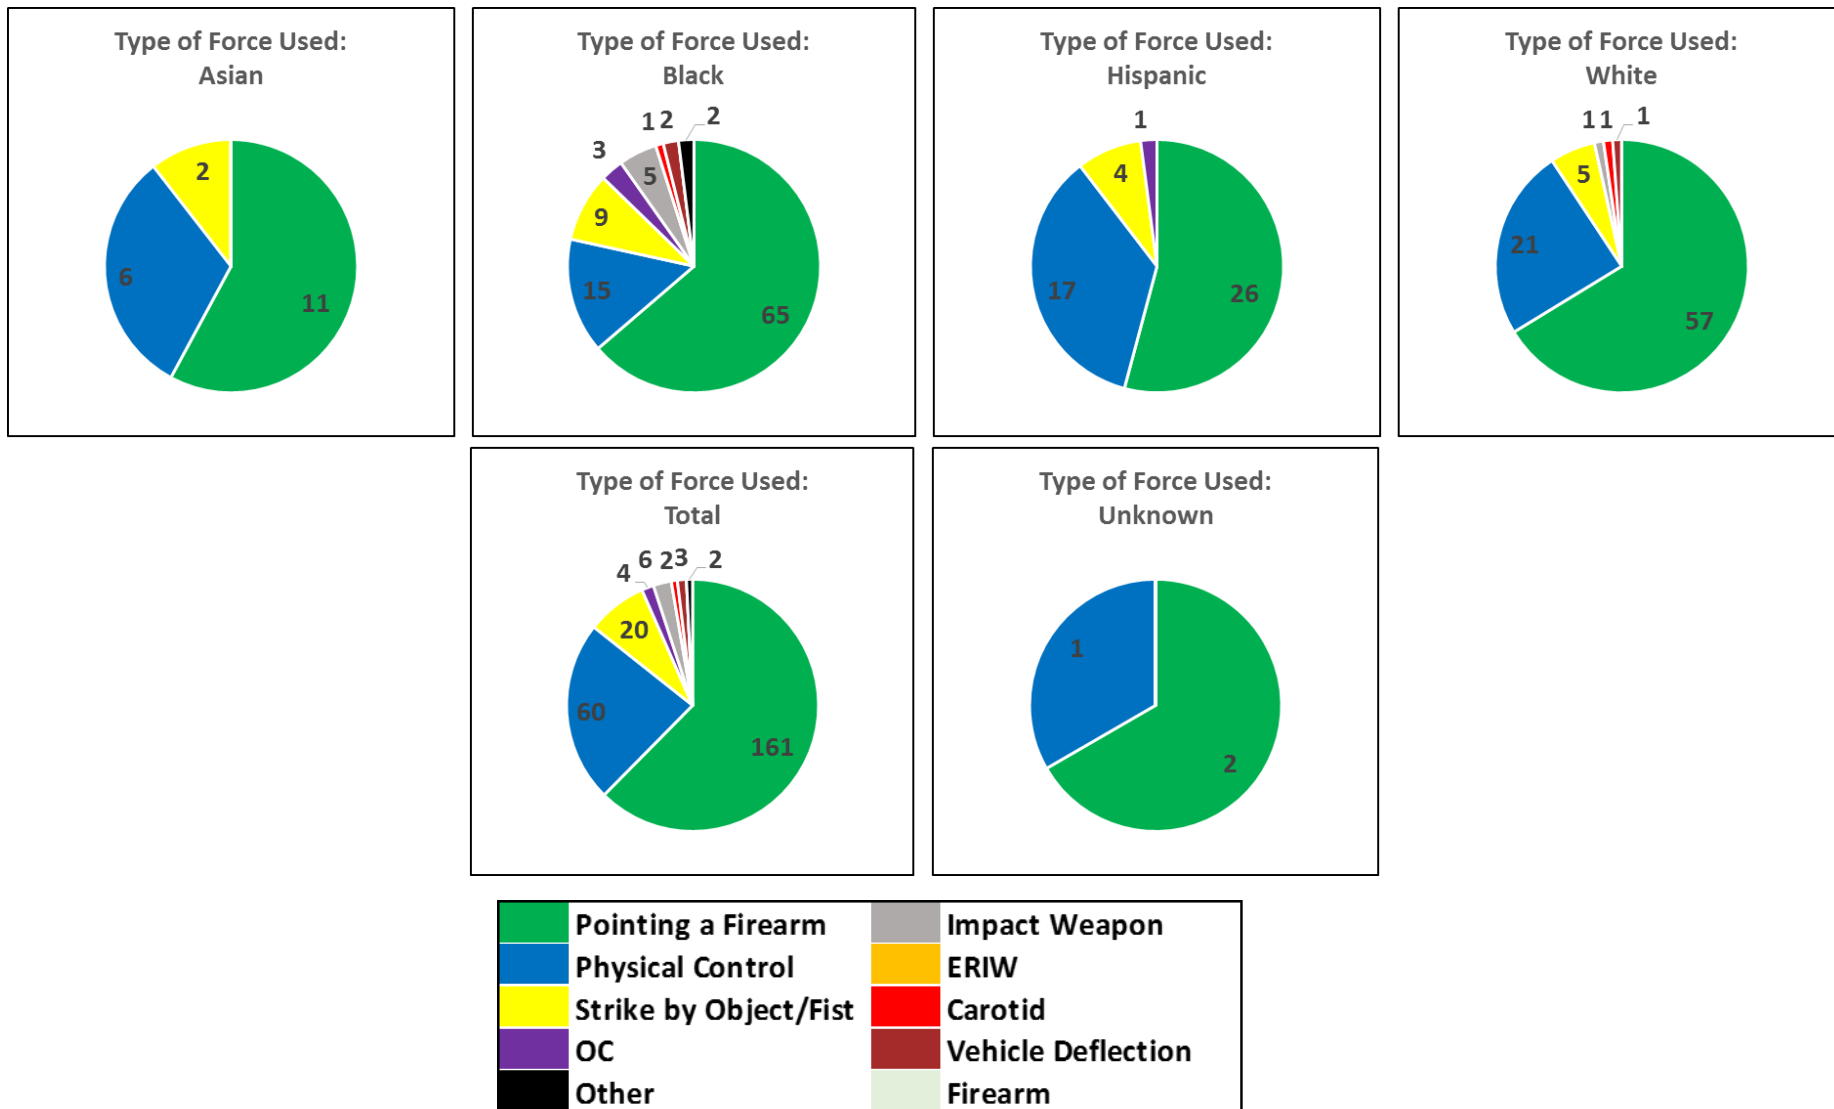 Type of Force Used:
Asian
2
6
11
Type of Force Used:
Black
1 2 2
3
5
9
15
65
Type of Force Used:
Hispanic
1
4
17
26
Type of Force Used:
White
1 1 1
5
21
57
Type of Force Used:
Total
4 6 2 3 2
20
60
161
Type of Force Used:
Unknown
1
2
Pointing a Firearm
Impact Weapon
Physical Control
ERIW
Strike by Object/Fist
Carotid
OC
Vehicle Deflection
Other
Firearm